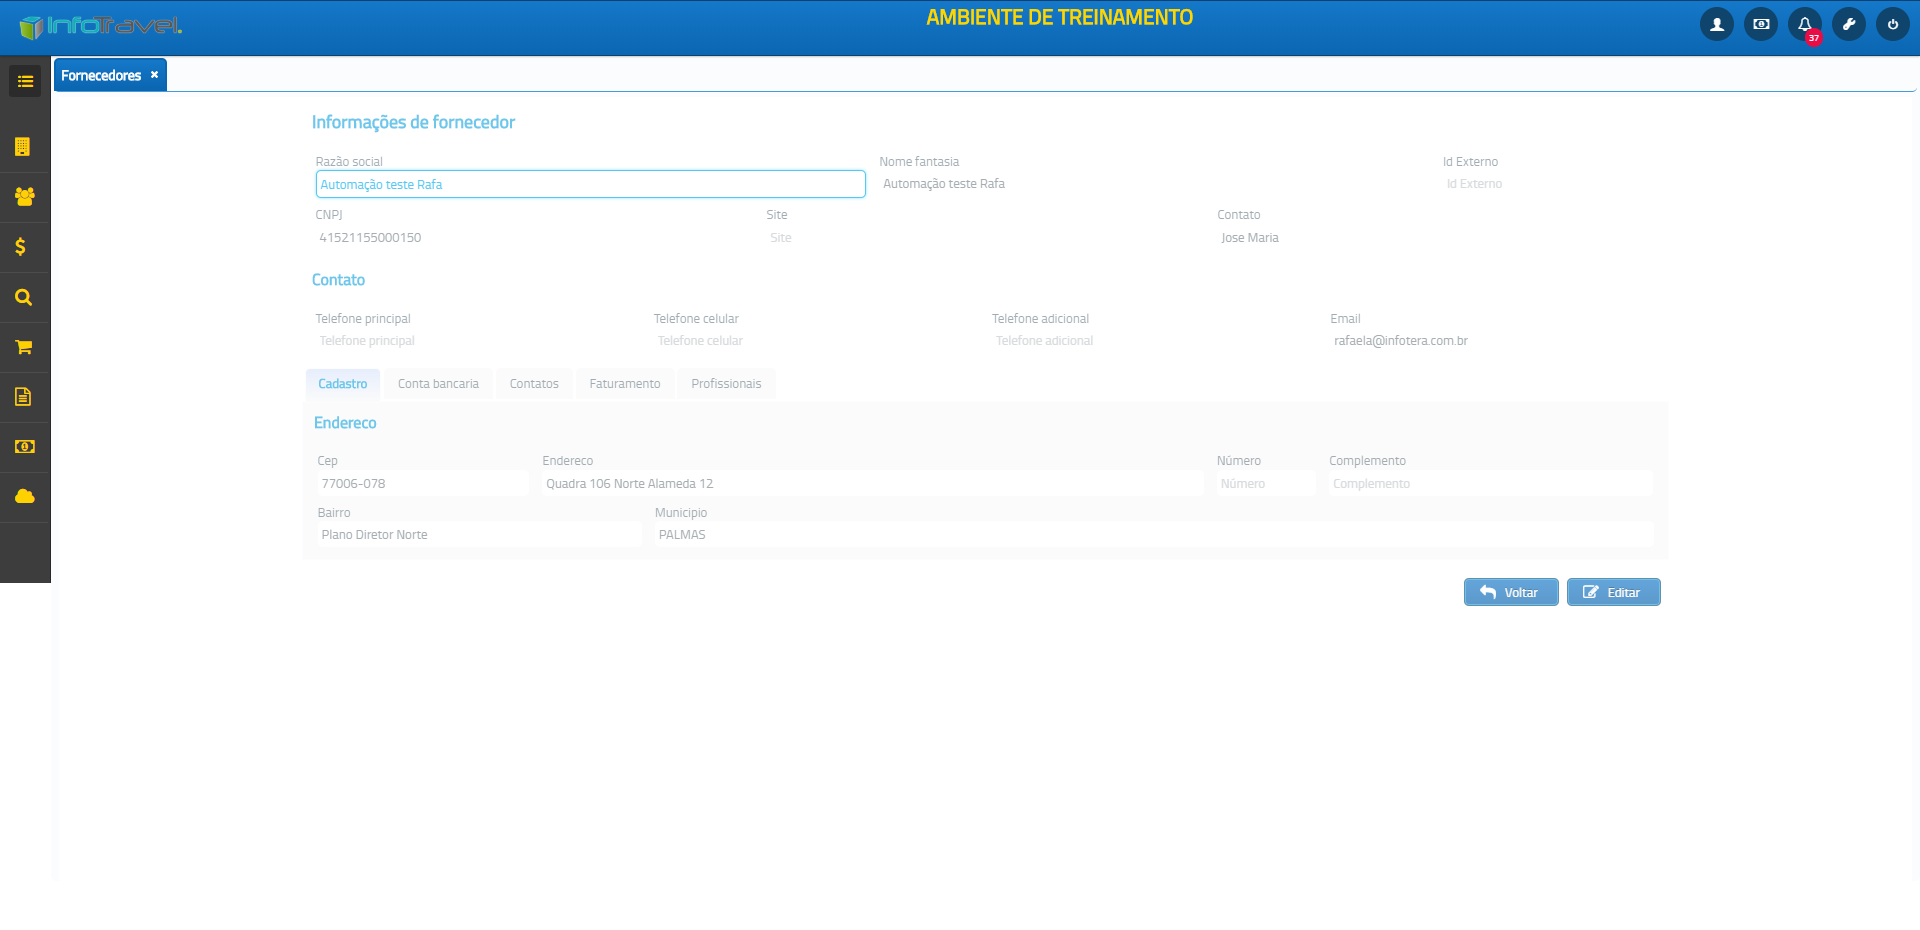 InfoTravel.
AMBIENTE DE TREINAMENTO
37
Fornecedores
Informações de fornecedor
Razão social Nome fantasia Id Externo
Automação teste Rafa Automação teste Rafa Id Externo
CNPJ Site Contato
41521155000150 Site Jose Maria
Contato
Telefone principal Telefone celular Telefone adicional Email
Telefone principal Telefone celular Telefone adicional rafaela@infotera.com.br
Cadastro Conta bancaria Contatos Faturamento Profissionais
Endereco
Cep Endereco Número Complemento
77006-078 Quadra 106 Norte Alameda 12 Número Complemento
Bairro Municipio
Plano Diretor Norte PALMAS
Voltar Editar